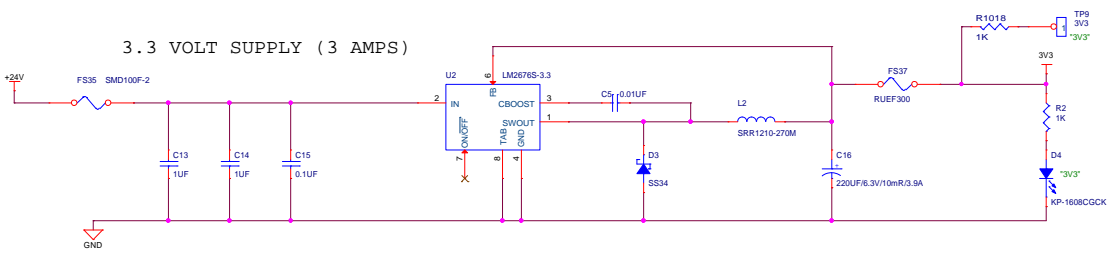 3.3 VOLT SUPPLY (3 AMPS)
+24V
FS35 SMD100F-2
C13
1UF
C14
1UF
C15
0.1UF
U2
LM2676S-3.3
2
IN
6
FB
CBOOST
3
SWOUT
1
ON/OFF
7
TAB
8
GND
4
C5
0.01UF
D3
SS34
L2
SRR1210-270M
C16
+
220UF/6.3V/10mR/3.9A
FS37
RUEF300
R1018
1K
TP9
3V3
1
"3V3"
3V3
R2
1K
D4
"3V3"
KP-1608CGCK
GND